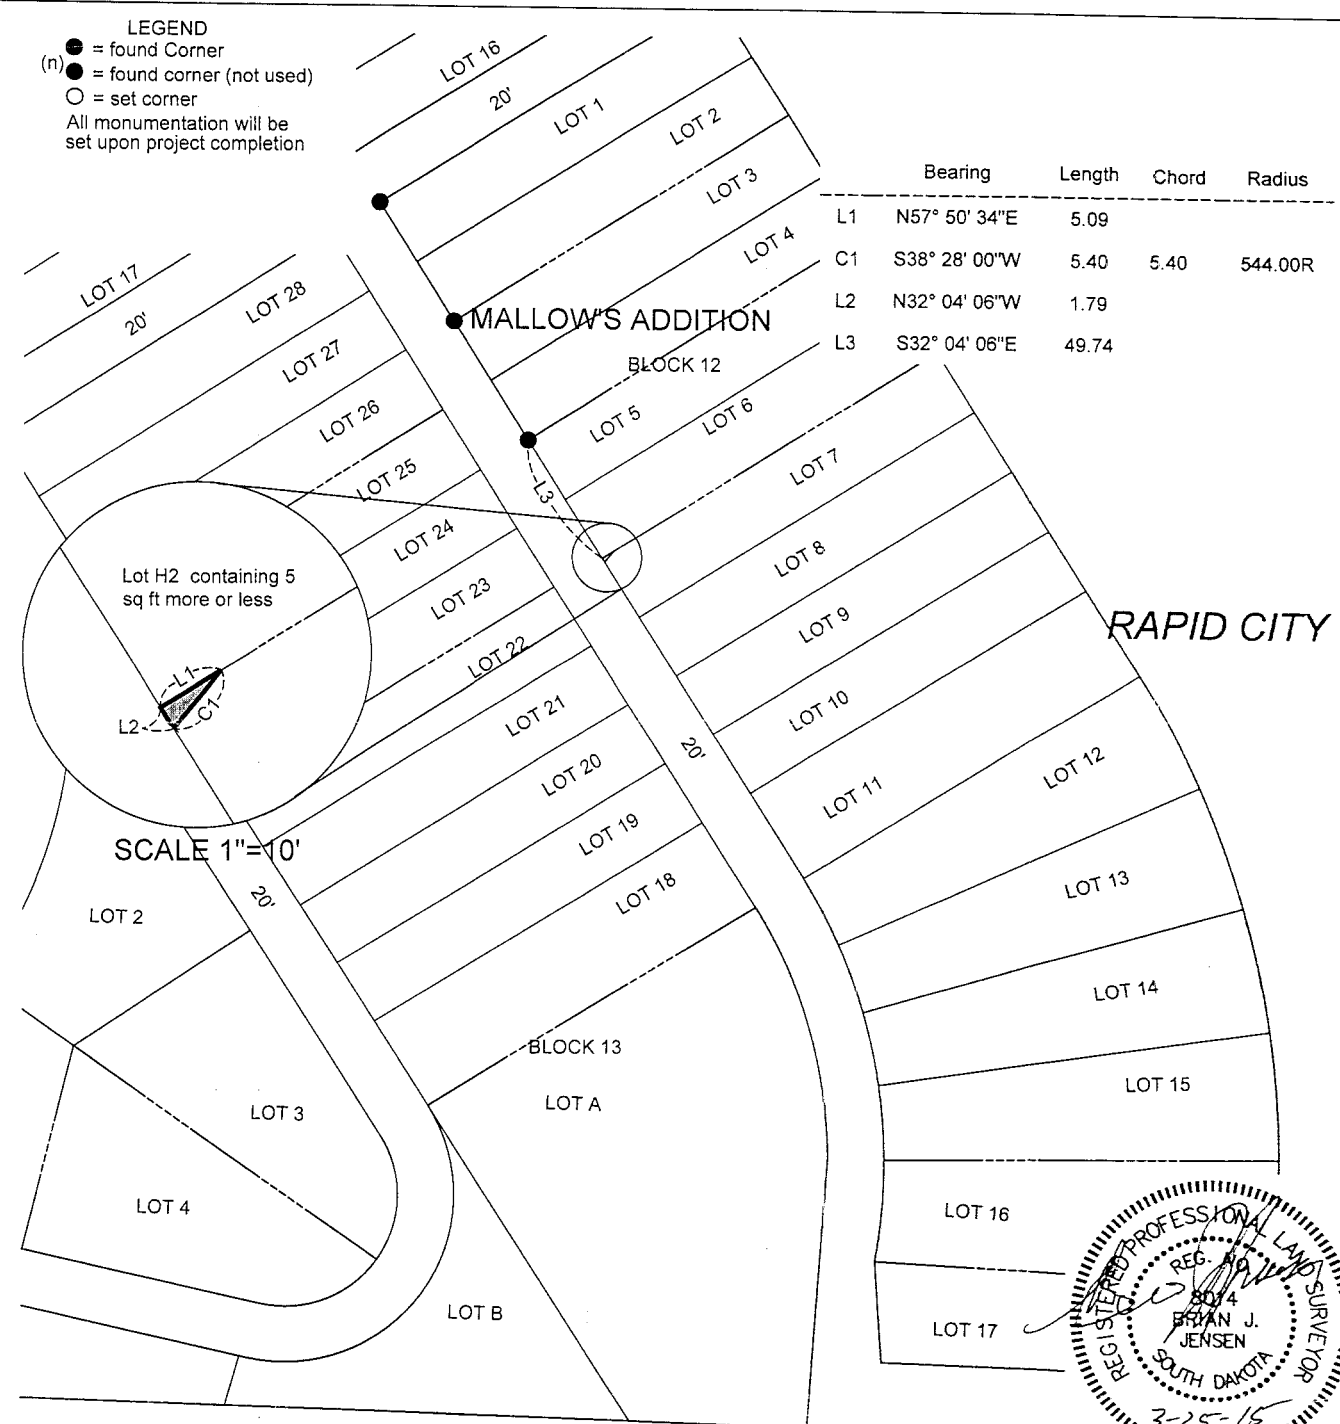 LEGEND
= found Corner
(n) = found corner (not used)
= set corner
All monumentation will be
set upon project completion
LOT 16
20'
LOT 1
LOT 2
LOT 3
LOT 4
Bearing Length Chord Radius
L1 N57° 50' 34"E 5.09
C1 S38° 28' 00"W 5.40 5.40 544.00R
L2 N32° 04' 06"W 1.79
L3 S32° 04' 06"E 49.74
LOT 17
20'
LOT 28
LOT 27
LOT 26
LOT 25
LOT 24
LOT 23
LOT 22
MALLOW'S ADDITION
BLOCK 12
LOT 5
LOT 6
LOT 7
L3
LOT 8
LOT 9
LOT 10
LOT 11
LOT 12
LOT 13
LOT 14
LOT 15
LOT 16
LOT 17
RAPID CITY
Lot H2 containing 5
sq ft more or less
L1
C1
L2
SCALE 1"=10'
LOT 21
LOT 20
LOT 19
LOT 18
20'
20'
LOT 2
BLOCK 13
LOT A
LOT 3
LOT 4
LOT B
REGISTERED PROFESSIONAL LAND SURVEYOR
REG. NO.
8014
BRIAN J.
JENSEN
SOUTH DAKOTA
3-25-15